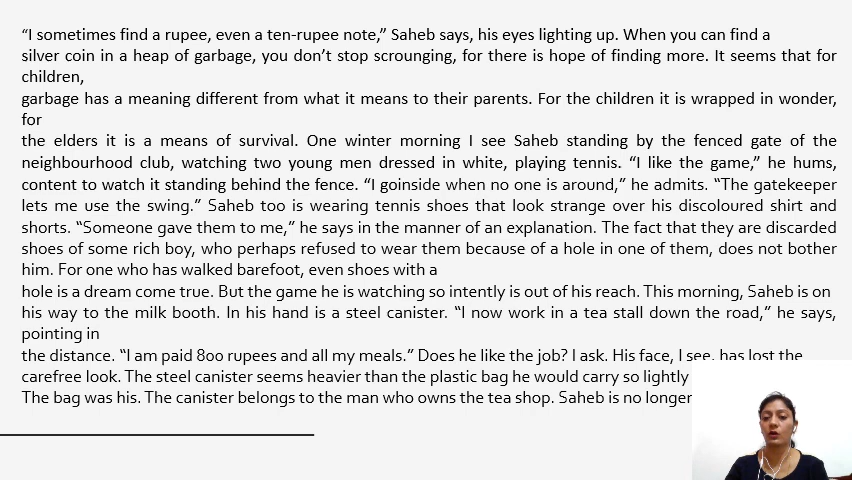 “I sometimes find a rupee, even a ten-rupee note,” Saheb says, his eyes lighting up. When you can find a
silver coin in a heap of garbage, you don’t stop scrounging, for there is hope of finding more. It seems that for
children,
garbage has a meaning different from what it means to their parents. For the children it is wrapped in wonder,
for
the elders it is a means of survival. One winter morning I see Saheb standing by the fenced gate of the
neighbourhood club, watching two young men dressed in white, playing tennis. “I like the game,” he hums,
content to watch it standing behind the fence. “I goinside when no one is around,” he admits. “The gatekeeper
lets me use the swing.” Saheb too is wearing tennis shoes that look strange over his discoloured shirt and
shorts. “Someone gave them to me,” he says in the manner of an explanation. The fact that they are discarded
shoes of some rich boy, who perhaps refused to wear them because of a hole in one of them, does not bother
him. For one who has walked barefoot, even shoes with a
hole is a dream come true. But the game he is watching so intently is out of his reach. This morning, Saheb is on
his way to the milk booth. In his hand is a steel canister. “I now work in a tea stall down the road,” he says,
pointing in
the distance. “I am paid 800 rupees and all my meals.” Does he like the job? I ask. His face, I see, has lost the
carefree look. The steel canister seems heavier than the plastic bag he would carry so lightly
The bag was his. The canister belongs to the man who owns the tea shop. Saheb is no longer